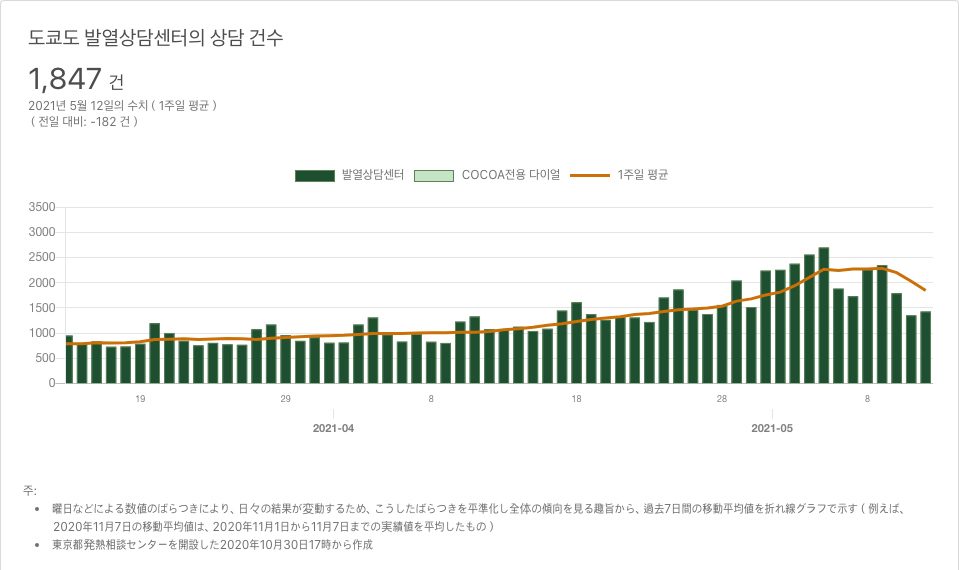 도쿄도 발열상담센터의 상담 건수
1,847 건
2021년 5월 12일의 수치 ( 1주일 평균 )
( 전일 대비: -182 건 )
발열상담센터 COCOA전용 다이얼 1주일 평균
3500
3000
2500
2000
1500
1000
500
0
19 29 8 18 28 8
2021-04 2021-05
주:
曜日などによる数値のばらつきにより、日々の結果が変動するため、こうしたばらつきを平準化し全体の傾向を見る趣旨から、過去7日間の移動平均値を折れ線グラフで示す ( 例えば、
2020年11月7日の移動平均値は、2020年11月1日から11月7日までの実績値を平均したもの )
東京都発熱相談センターを開設した2020年10月30日17時から作成